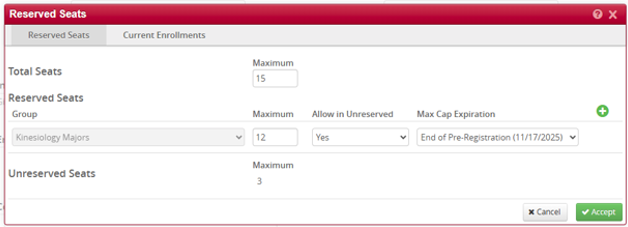 Reserved Seats
Reserved Seats Current Enrollments
Maximum
Total Seats 15
Reserved Seats
Group Maximum Allow in Unreserved Max Cap Expiration
Kinesiology Majors 12 Yes End of Pre-Registration (11/17/2025)
Maximum
Unreserved Seats 3
Cancel Accept